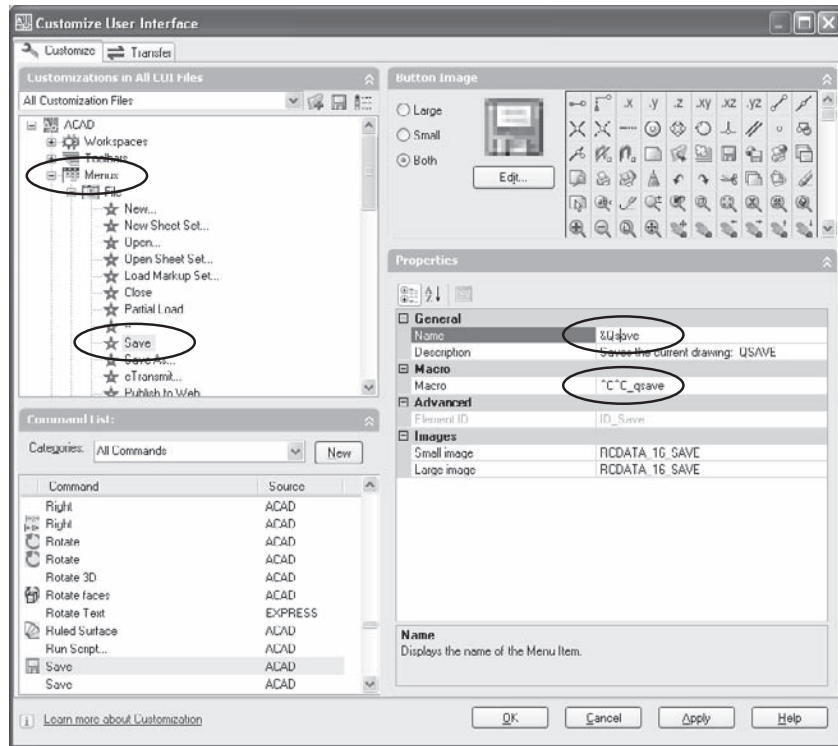 Customize User Interface
Customize
Transfer
Customizations in All CUI Files
All Customization Files
ACAD
Workspaces
Toolbars
Menus
File
New...
New Sheet Set...
Open...
Open Sheet Set...
Load Markup Set...
Close
Partial Load
--
Save
Save As...
eTransmit...
Publish to Web
Command List:
Categories: All Commands New
Command Source
Right ACAD
Right ACAD
Rotate ACAD
Rotate ACAD
Rotate 3D ACAD
Rotate faces ACAD
Rotate Text EXPRESS
Ruled Surface ACAD
Run Script... ACAD
Save ACAD
Save ACAD
Button Image
Large
Small
Both
Edit...
.X .Y .Z .XY .XZ .YZ
Properties
General
Name &Qsave
Description Saves the current drawing: QSAVE
Macro
Macro ^C^C_qsave
Advanced
Element ID ID_Save
Images
Small image RCDATA_16_SAVE
Large image RCDATA_16_SAVE
Name
Displays the name of the Menu Item.
Learn more about Customization
OK Cancel Apply Help